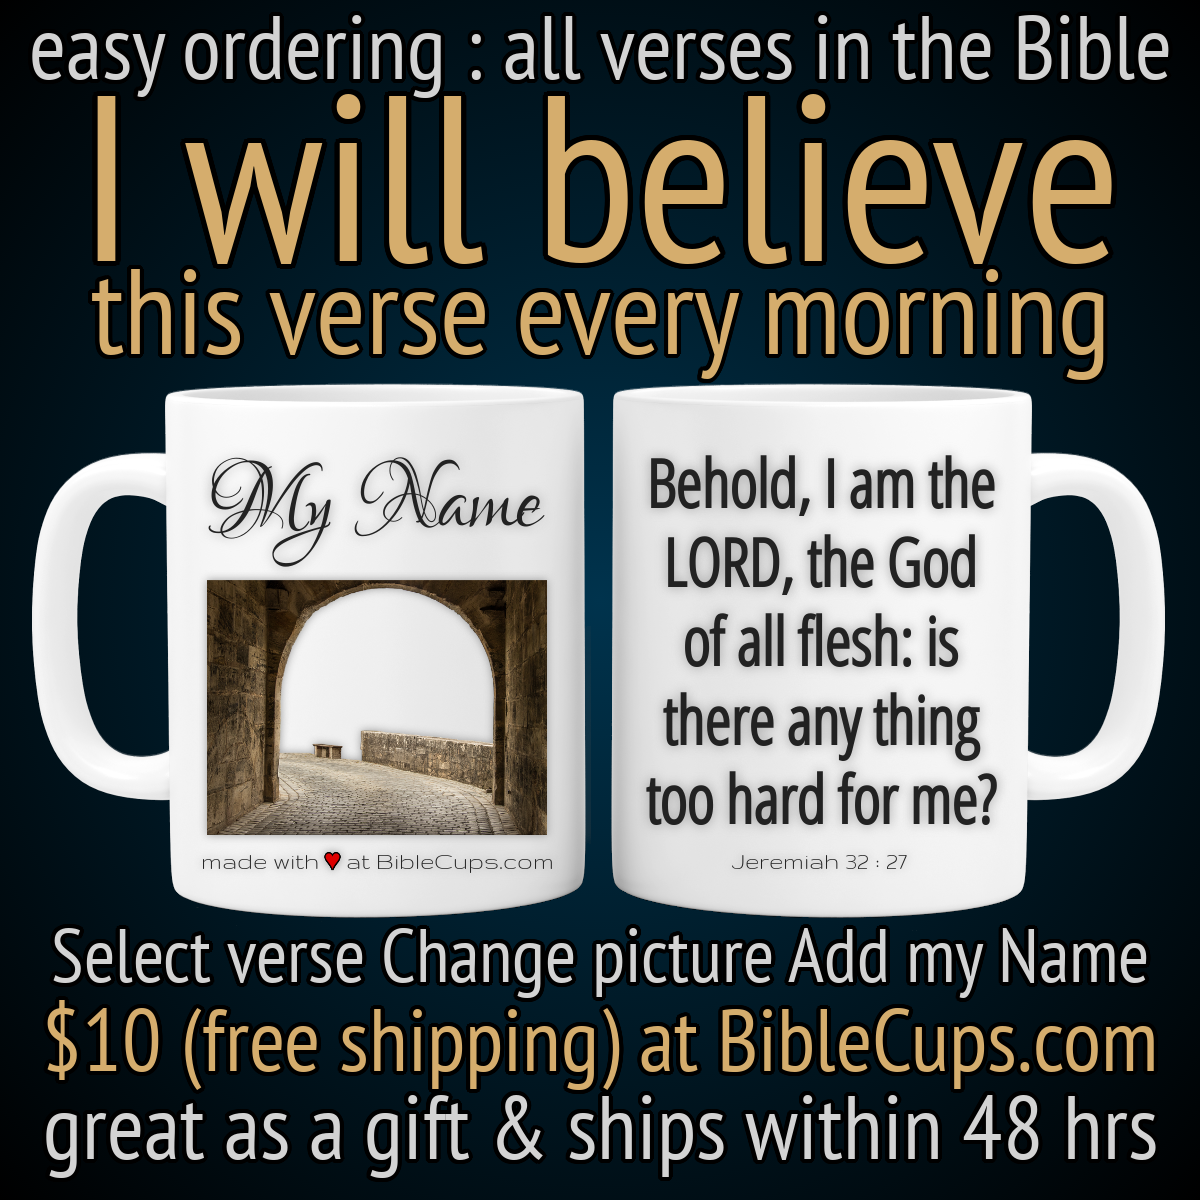 easy ordering : all verses in the Bible
I will believe
this verse every morning
My Name
made with ♥ at BibleCups.com
Behold, I am the
LORD, the God
of all flesh: is
there any thing
too hard for me?
Jeremiah 32 : 27
Select verse Change picture Add my Name
$10 (free shipping) at BibleCups.com
great as a gift & ships within 48 hrs